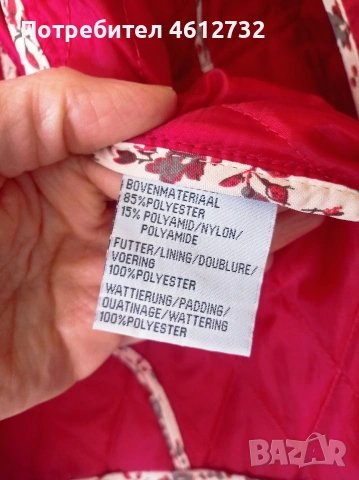 Потребител 4612732
BOVENMATERIAAL
85%POLYESTER
15% POLYAMID/NYLON/
POLYAMIDE
FUTTER/LINING/DOUBLURE/
VOERING
100%POLYESTER
WATTIERUNG/PADDING/
OUATINAGE/WATTERING
100%POLYESTER
BAZAR